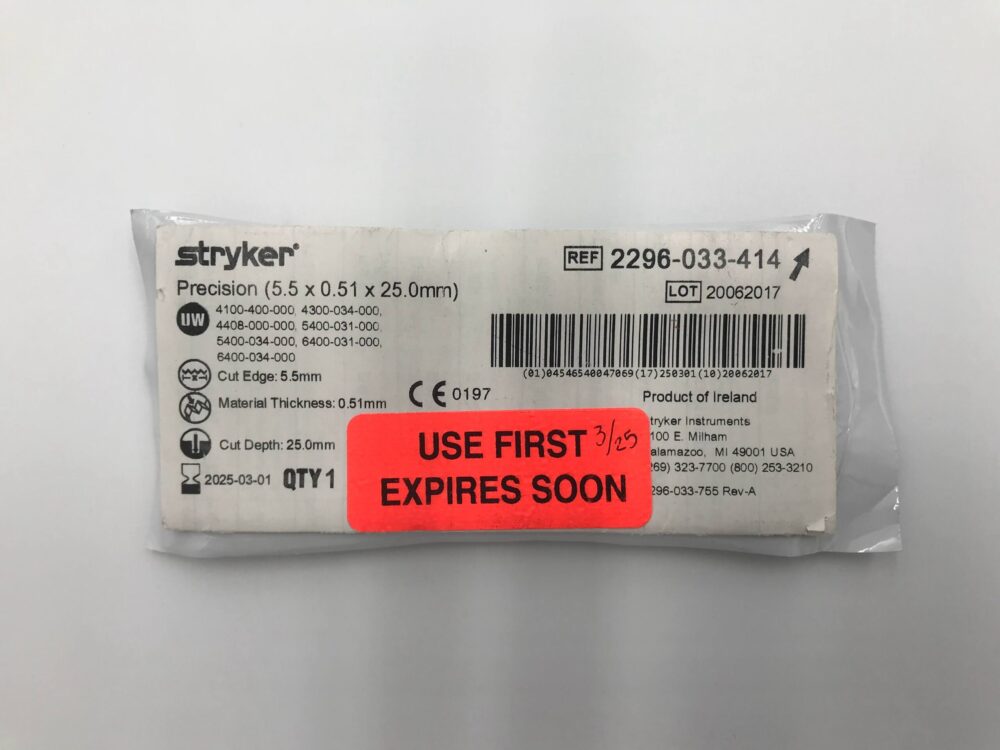 stryker®
REF 2296-033-414
Precision (5.5 x 0.51 x 25.0mm)
LOT 20062017
UW
4100-400-000, 4300-034-000,
4408-000-000, 5400-031-000,
5400-034-000, 6400-031-000,
6400-034-000
(01)04546540047069(17)250301(10)20062017
Cut Edge: 5.5mm
Material Thickness: 0.51mm
CE 0197
Product of Ireland
tryker Instruments
100 E. Milham
alamazoo, MI 49001 USA
269) 323-7700 (800) 253-3210
296-033-755 Rev-A
Cut Depth: 25.0mm
2025-03-01 QTY 1
USE FIRST 3/25
EXPIRES SOON